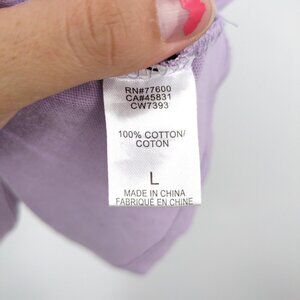 RN#77600
CA#45831
CW7393
100% COTTON/
COTON
L
MADE IN CHINA
FABRIQUÉ EN CHINE